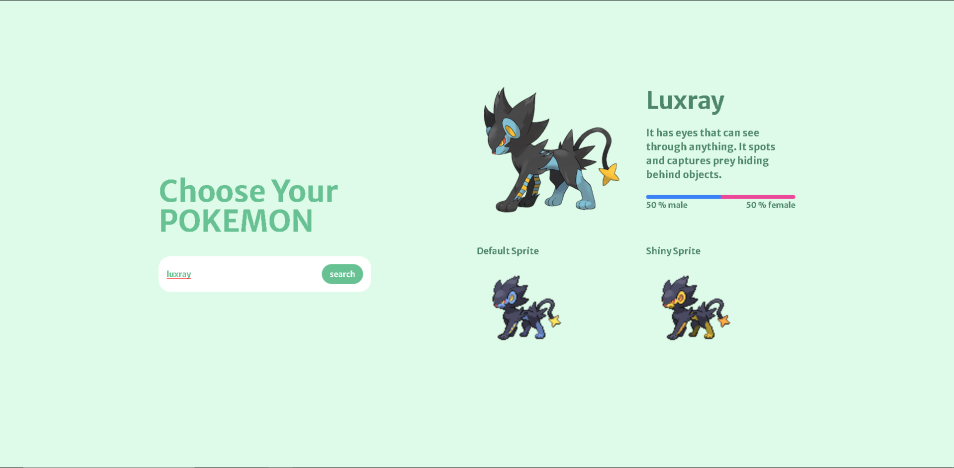 Choose Your
POKEMON
luxray
search
Luxray
It has eyes that can see
through anything. It spots
and captures prey hiding
behind objects.
50 % male
50 % female
Default Sprite
Shiny Sprite